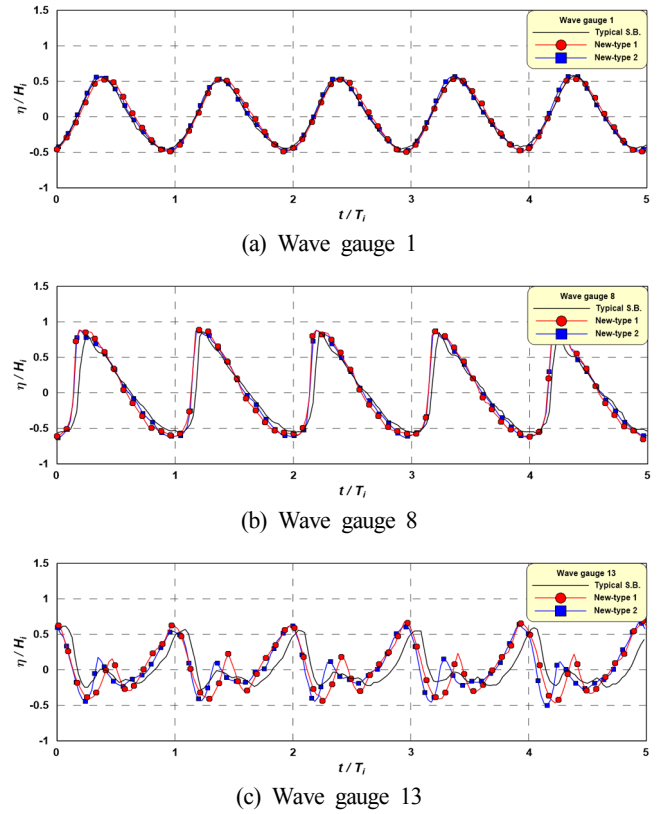 1.5
1
0.5
0
-0.5
-1
η / Hi
0 1 2 3 4 5
t / Ti
Wave gauge 1
Typical S.B.
New-type 1
New-type 2
(a) Wave gauge 1
1.5
1
0.5
0
-0.5
-1
η / Hi
0 1 2 3 4 5
t / Ti
Wave gauge 8
Typical S.B.
New-type 1
New-type 2
(b) Wave gauge 8
1.5
1
0.5
0
-0.5
-1
η / Hi
0 1 2 3 4 5
t / Ti
Wave gauge 13
Typical S.B.
New-type 1
New-type 2
(c) Wave gauge 13